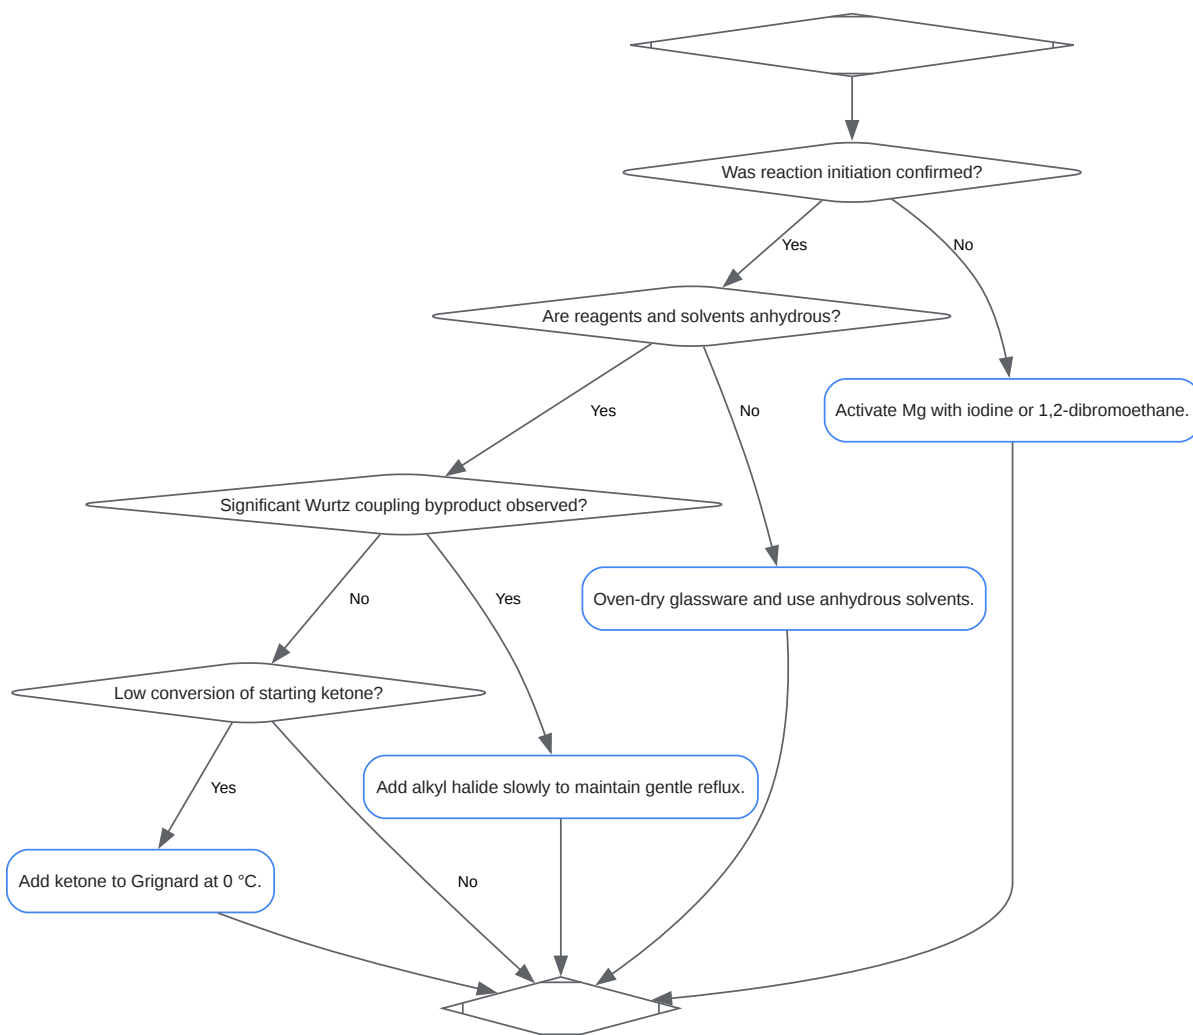 Was reaction initiation confirmed?
Yes
No
Are reagents and solvents anhydrous?
Yes
No
Activate Mg with iodine or 1,2-dibromoethane.
Significant Wurtz coupling byproduct observed?
No
Yes
Oven-dry glassware and use anhydrous solvents.
Low conversion of starting ketone?
Yes
Add alkyl halide slowly to maintain gentle reflux.
Add ketone to Grignard at 0 °C.
No